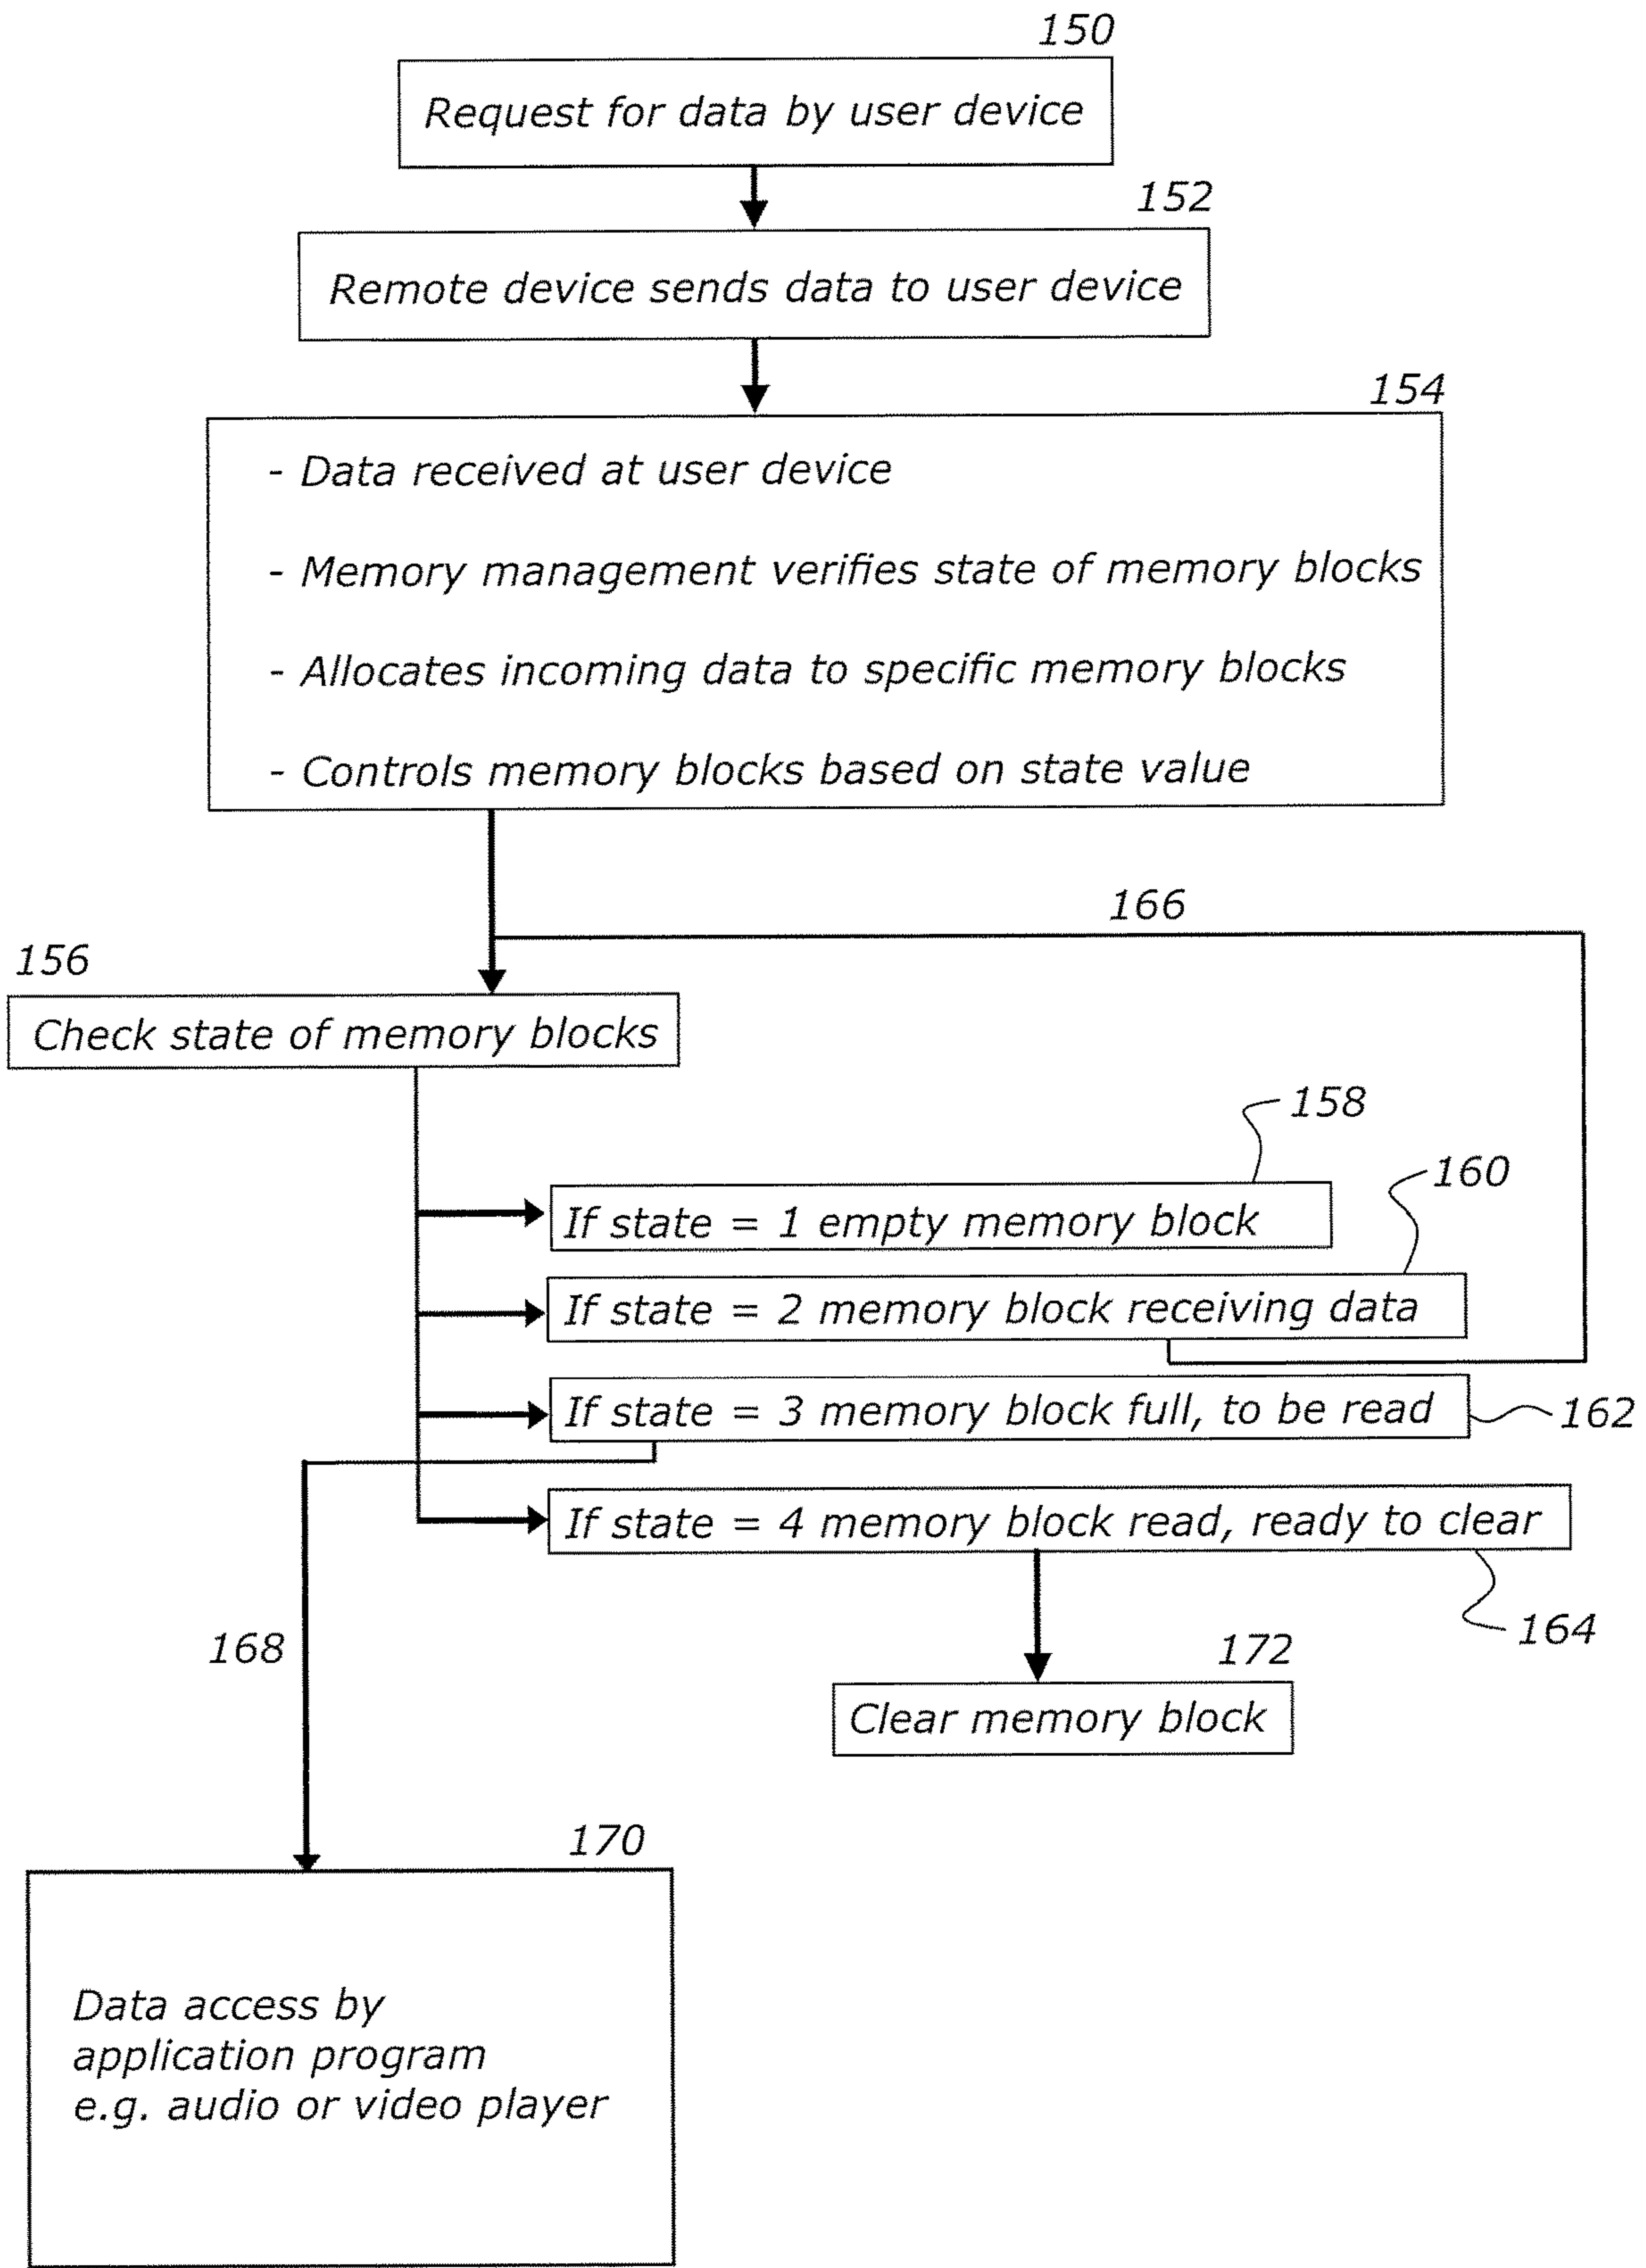 150
Request for data by user device
152
Remote device sends data to user device
154
- Data received at user device
- Memory management verifies state of memory blocks
- Allocates incoming data to specific memory blocks
- Controls memory blocks based on state value
166
156
Check state of memory blocks
158
If state = 1 empty memory block
160
If state = 2 memory block receiving data
If state = 3 memory block full, to be read
162
If state = 4 memory block read, ready to clear
164
168
172
Clear memory block
170
Data access by
application program
e.g. audio or video player